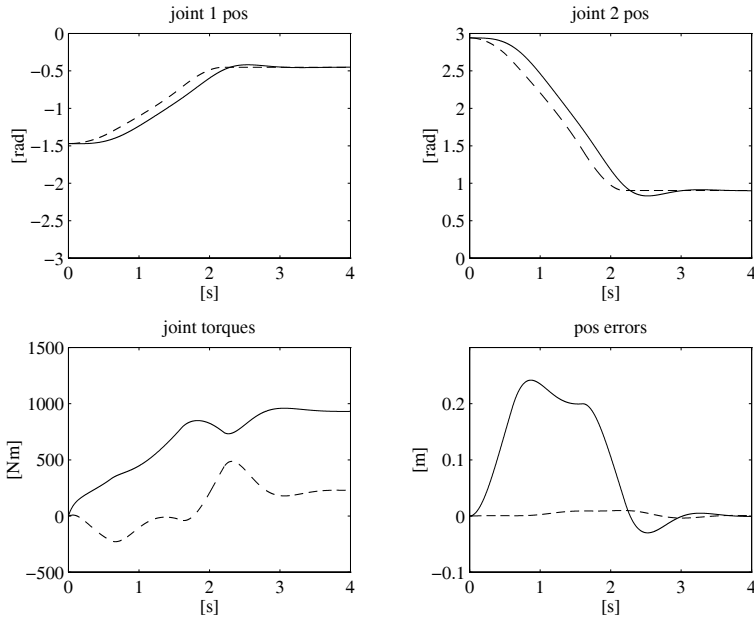 joint 1 pos
0
−0.5
−1
−1.5
−2
−2.5
−3
[rad]
0 1 2 3 4
[s]
joint 2 pos
3
2.5
2
1.5
1
0.5
0
[rad]
0 1 2 3 4
[s]
joint torques
1500
1000
500
0
−500
[Nm]
0 1 2 3 4
[s]
pos errors
0.2
0.1
0
−0.1
[m]
0 1 2 3 4
[s]